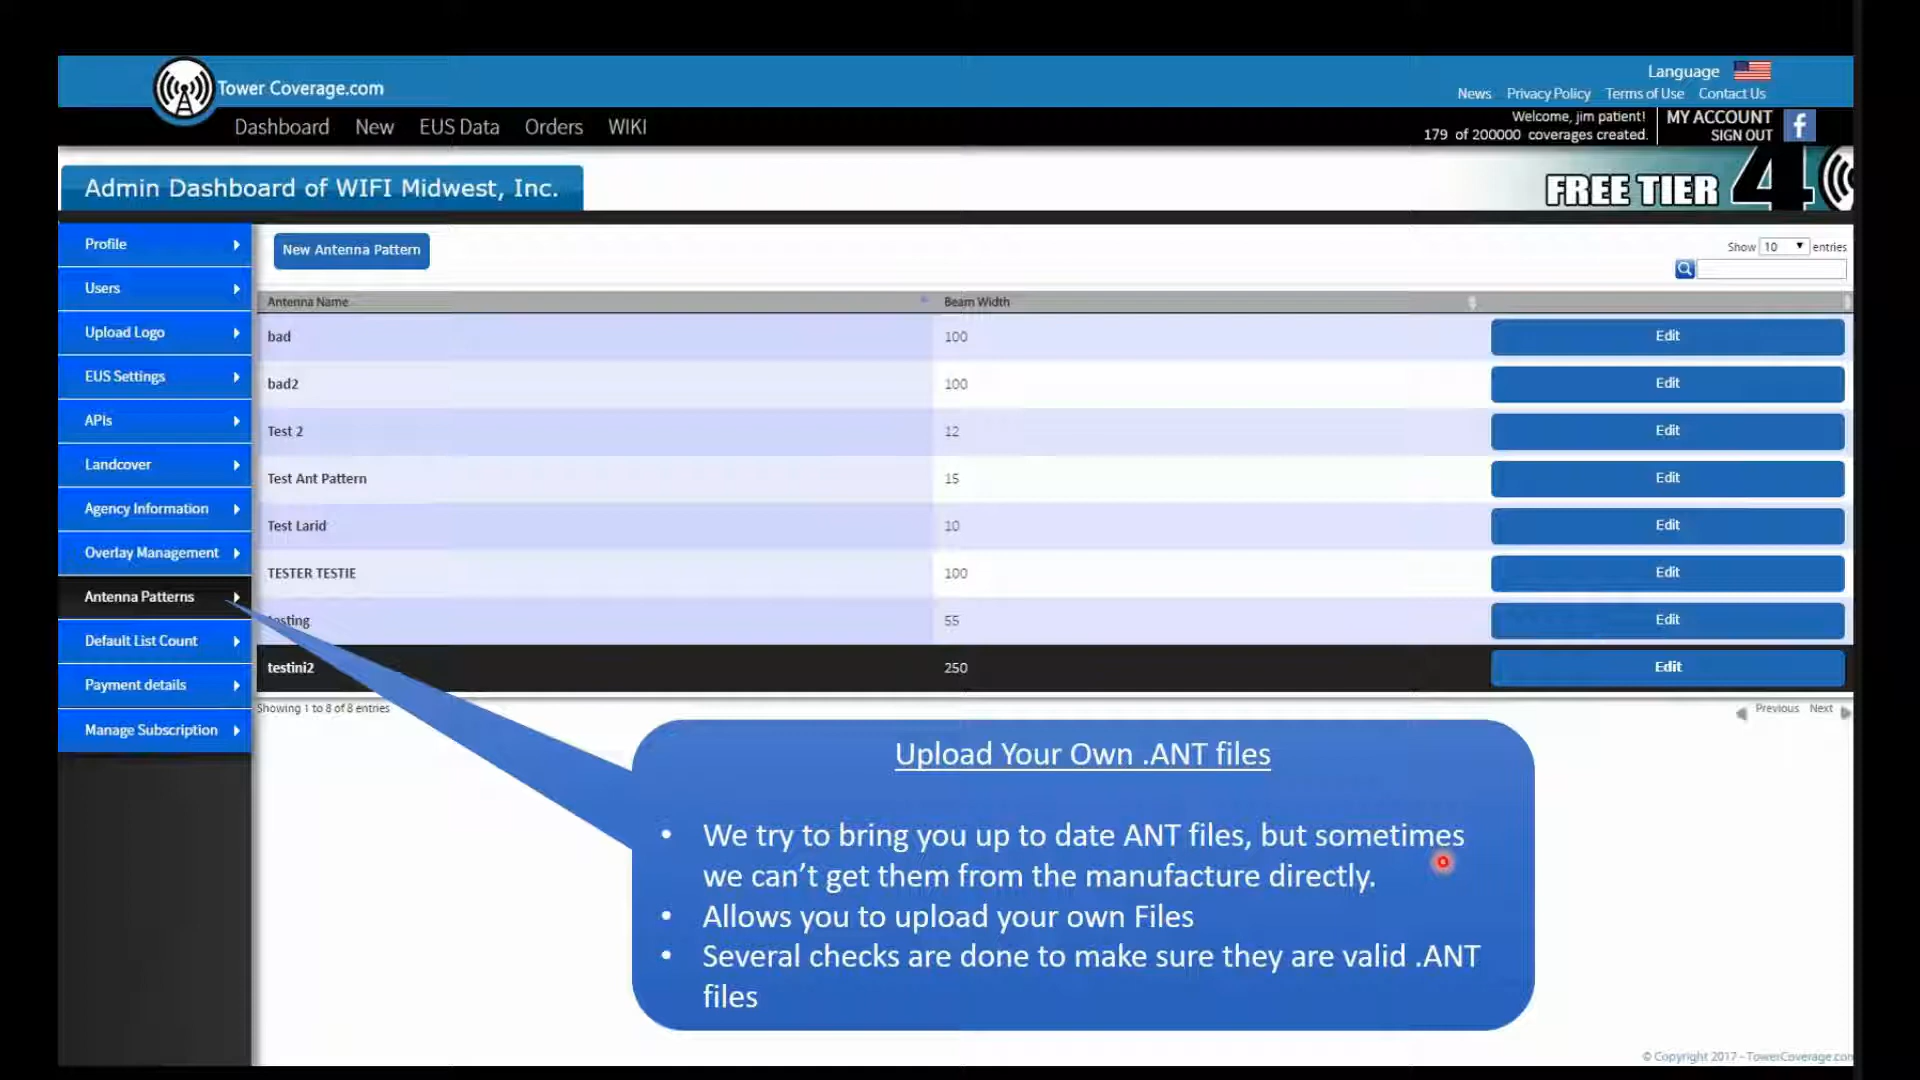 Tower Coverage.com
Language
News Privacy Policy Terms of Use Contact Us
Dashboard New EUS Data Orders WIKI
Welcome, jim patient!
179 of 200000 coverages created.
MY ACCOUNT
SIGN OUT
f
Admin Dashboard of WIFI Midwest, Inc.
FREE TIER 4
Profile
Users
Upload Logo
EUS Settings
APIs
Landcover
Agency Information
Overlay Management
Antenna Patterns
Default List Count
Payment details
Manage Subscription
New Antenna Pattern
Show 10 entries
Antenna Name Beam Width
bad 100 Edit
bad2 100 Edit
Test 2 12 Edit
Test Ant Pattern 15 Edit
Test Larid 10 Edit
TESTER TESTIE 100 Edit
55 Edit
testini2 250 Edit
Showing 1 to 8 of 8 entries
Previous Next
Upload Your Own .ANT files
• We try to bring you up to date ANT files, but sometimes
we can't get them from the manufacture directly.
• Allows you to upload your own Files
• Several checks are done to make sure they are valid .ANT
files
© Copyright 2017 - TowerCoverage.com